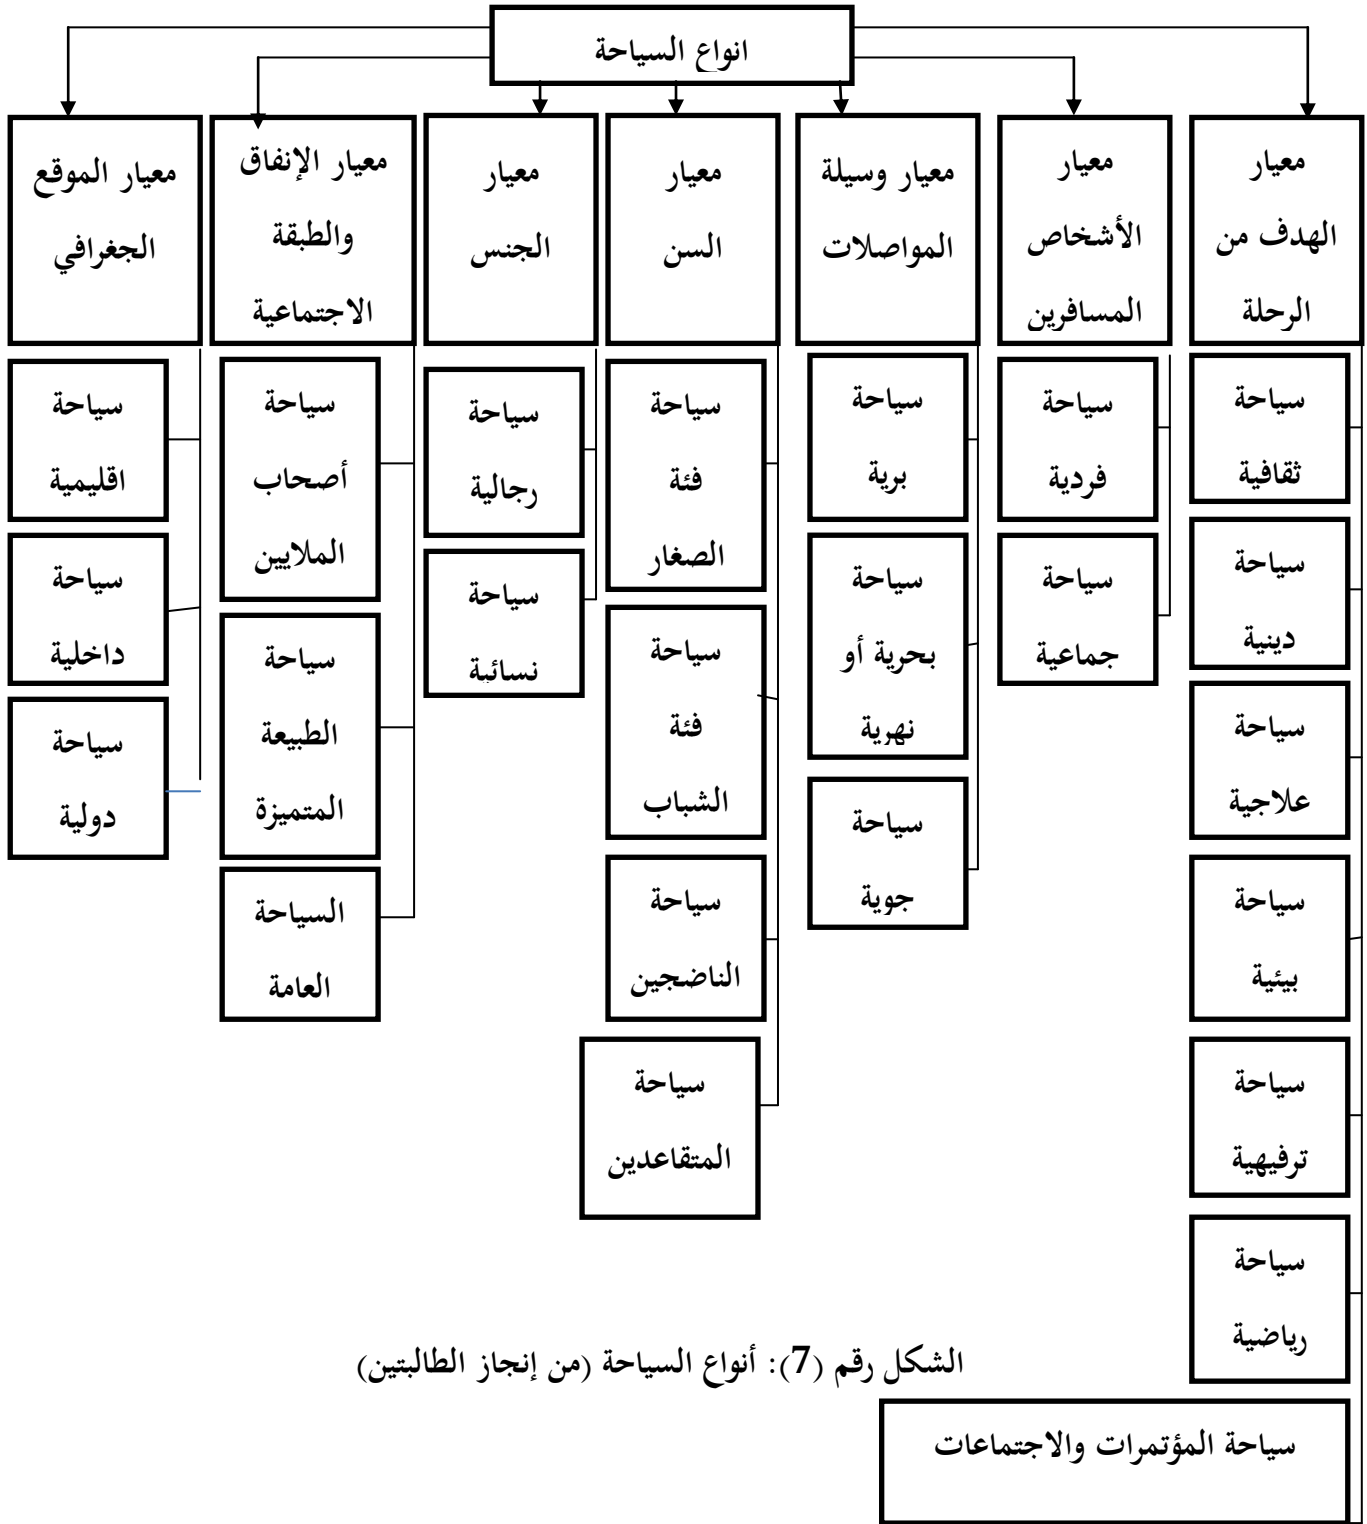 انواع السياحة
معيار
الهدف من
الرحلة
معيار
الأشخاص
المسافرين
معيار وسيلة
المواصلات
معيار
السن
معيار
الجنس
معيار الإنفاق
والطبقة
الاجتماعية
معيار الموقع
الجغرافي
سياحة
ثقافية
سياحة
دينية
سياحة
علاجية
سياحة
بيئية
سياحة
ترفيهية
سياحة
رياضية
سياحة المؤتمرات والاجتماعات
سياحة
فردية
سياحة
جماعية
سياحة
برية
سياحة
بحرية أو
نهرية
سياحة
جوية
سياحة
فئة
الصغار
سياحة
فئة
الشباب
سياحة
الناضجين
سياحة
المتقاعدين
سياحة
رجالية
سياحة
نسائية
سياحة
أصحاب
الملايين
سياحة
الطبيعة
المتميزة
السياحة
العامة
سياحة
اقليمية
سياحة
داخلية
سياحة
دولية
الشكل رقم (7): أنواع السياحة (من إنجاز الطالبتين)